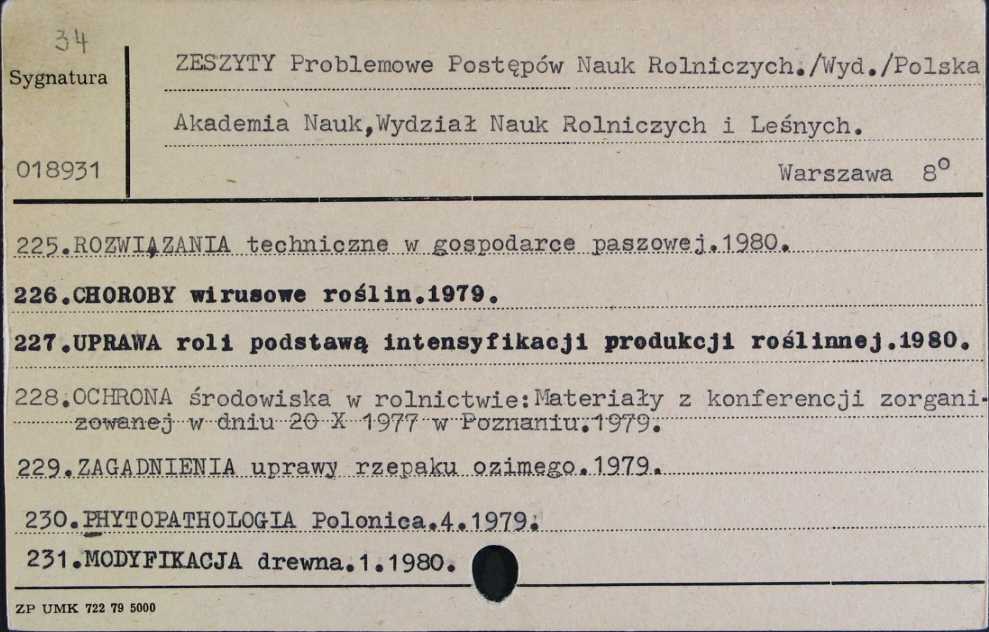 34
Sygnatura
ZESZYTY Problemowe Postępów Nauk Rolniczych./Wyd./Polska
Akademia Nauk,Wydział Nauk Rolniczych i Leśnych.
018931
Warszawa 8º
225.ROZWIĄZANIA techniczne w gospodarce paszowej.1980.
226.CHOROBY wirusowe roślin.1979.
227.UPRAWA roli podstawą intensyfikacji produkcji roślinnej.1980.
228.OCHRONA środowiska w rolnictwie:Materiały z konferencji zorgani-
zowanej w dniu 20 X 1977 w Poznaniu.1979.
229.ZAGADNIENIA uprawy rzepaku ozimego.1979.
230.PHYTOPATHOLOGIA Polonica.4.1979.
231.MODYFIKACJA drewna.1.1980.
ZP UMK 722 79 5000